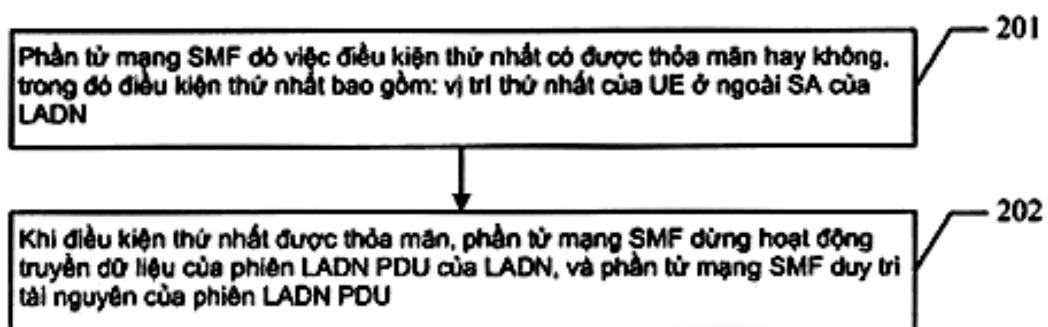 201
Phần tử mạng SMF dò việc điều kiện thứ nhất có được thỏa mãn hay không,
trong đó điều kiện thứ nhất bao gồm: vị trí thứ nhất của UE ở ngoài SA của
LADN
202
Khi điều kiện thứ nhất được thỏa mãn, phần tử mạng SMF dừng hoạt động
truyền dữ liệu của phiên LADN PDU của LADN, và phần tử mạng SMF duy trì
tài nguyên của phiên LADN PDU